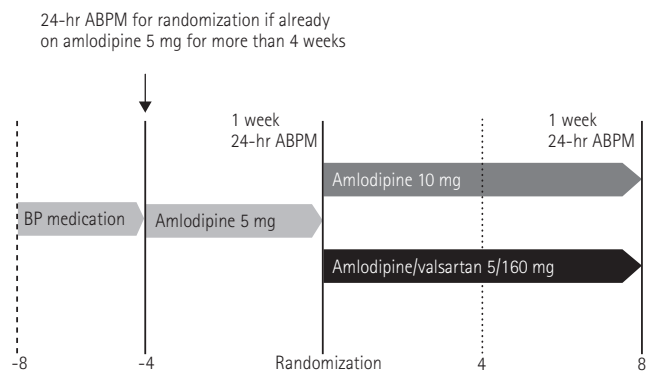 24-hr ABPM for randomization if already
on amlodipine 5 mg for more than 4 weeks
1 week
24-hr ABPM
1 week
24-hr ABPM
Amlodipine 10 mg
BP medication
Amlodipine 5 mg
Amlodipine/valsartan 5/160 mg
-8
-4
Randomization
4
8